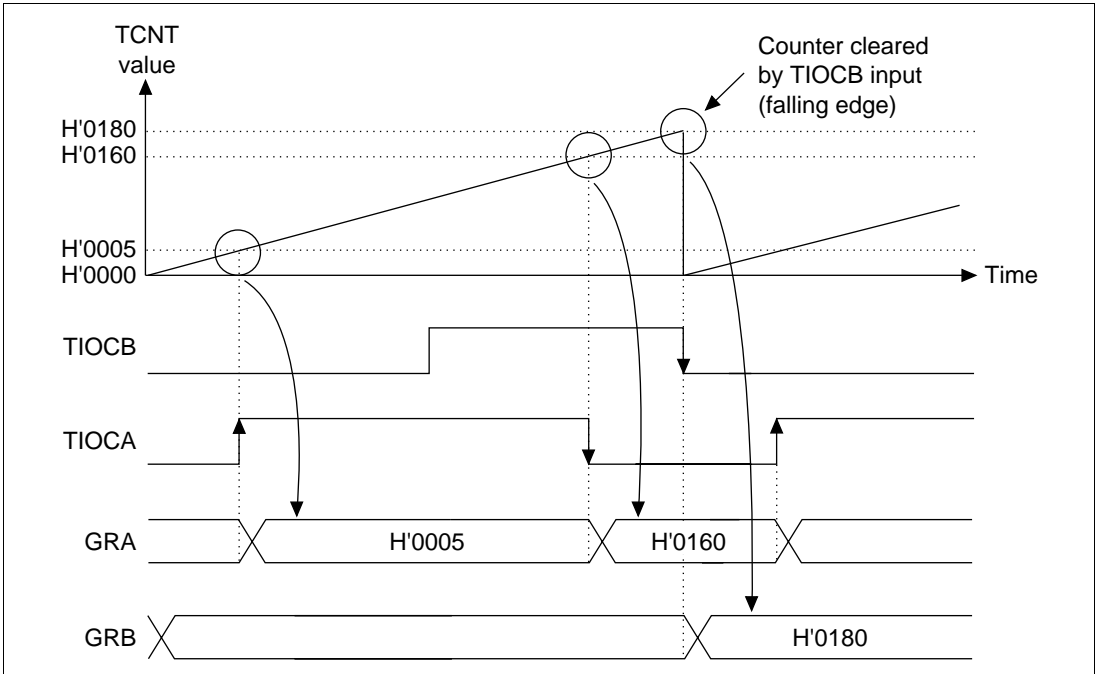 TCNT
value
Counter cleared
by TIOCB input
(falling edge)
H'0180
H'0160
H'0005
H'0000
Time
TIOCB
TIOCA
GRA
H'0005
H'0160
GRB
H'0180